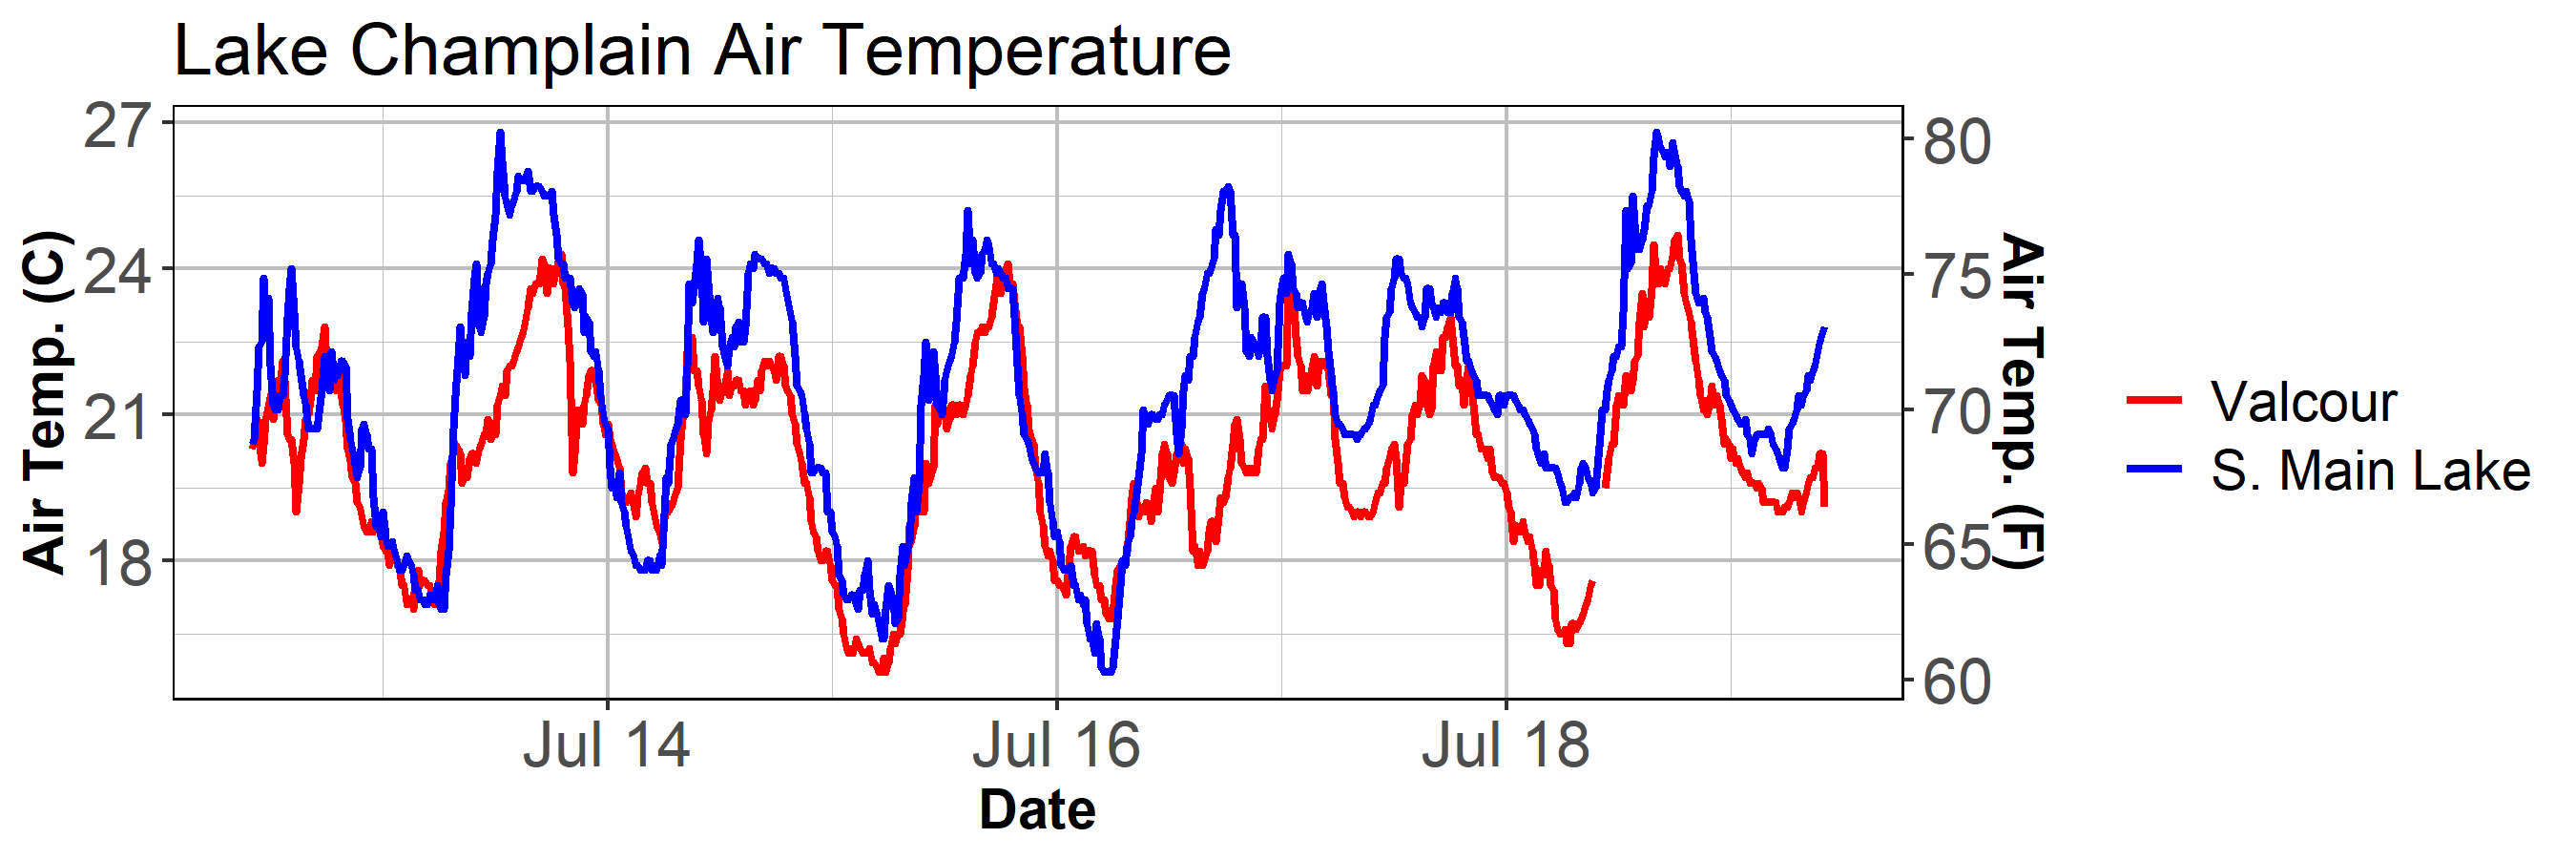 Lake Champlain Air Temperature
Air Temp. (C)
27
24
21
18
80
75
70
65
60
Air Temp. (F)
Jul 14
Jul 16
Jul 18
Date
Valcour
S. Main Lake